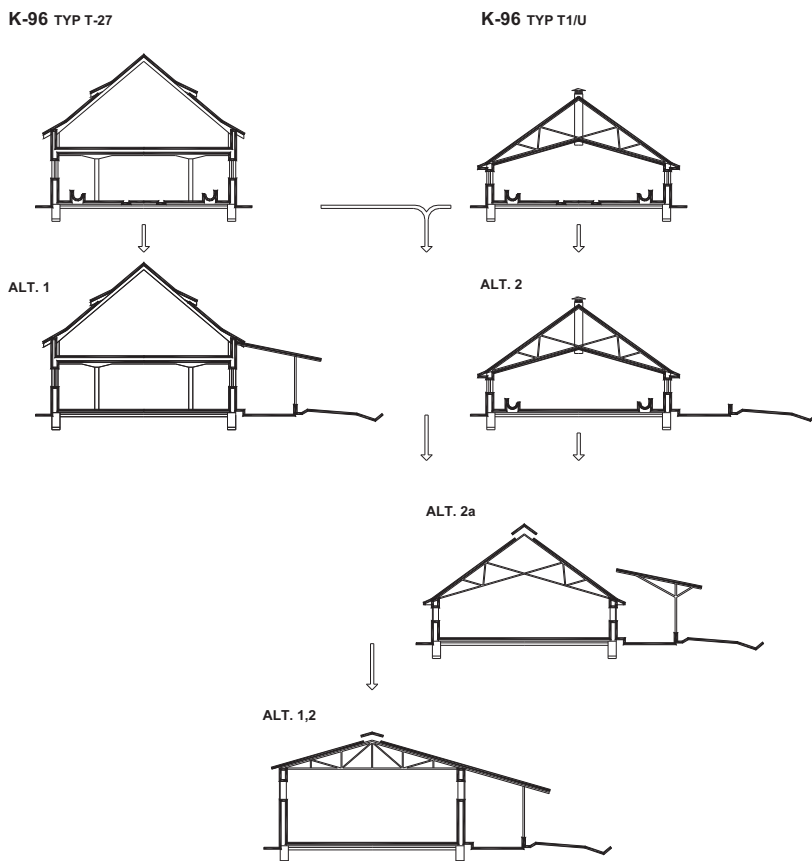 K-96 TYP T-27
K-96 TYP T1/U
ALT. 1
ALT. 2
ALT. 2a
ALT. 1,2